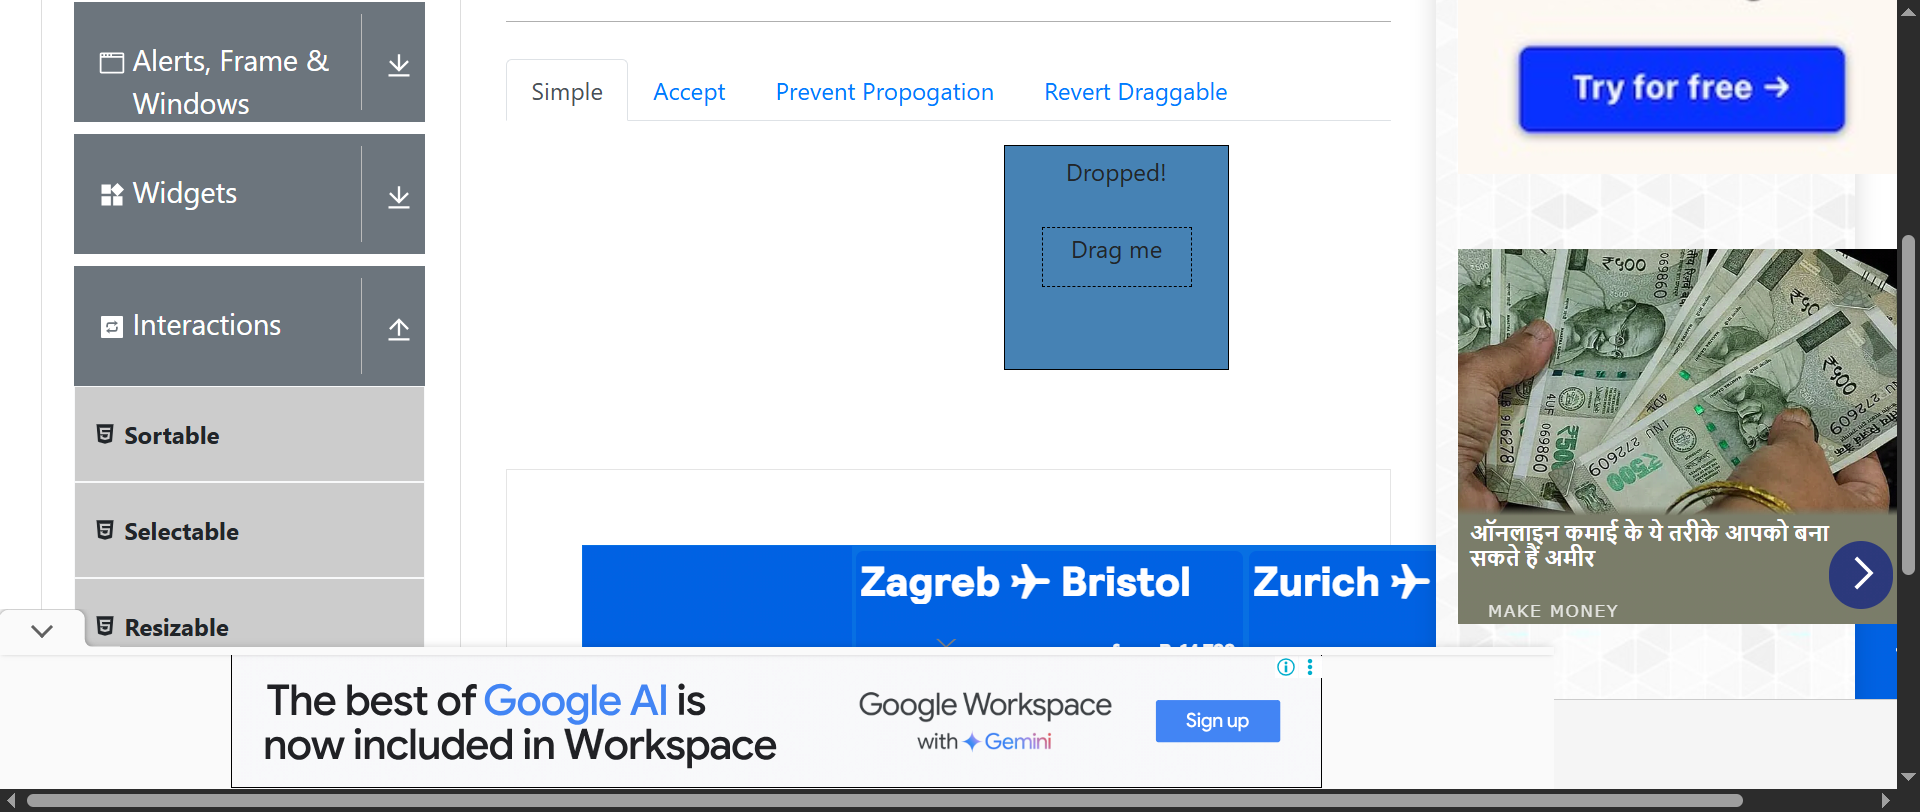 Alerts, Frame &
Windows
Widgets
Interactions
Sortable
Selectable
Resizable
Simple
Accept
Prevent Propogation
Revert Draggable
Dropped!
Drag me
Zagreb ✈ Bristol
Zurich ✈
Try for free →
ऑनलाइन कमाई के ये तरीके आपको बना
सकते हैं अमीर
MAKE MONEY
The best of Google AI is
now included in Workspace
Google Workspace
with Gemini
Sign up